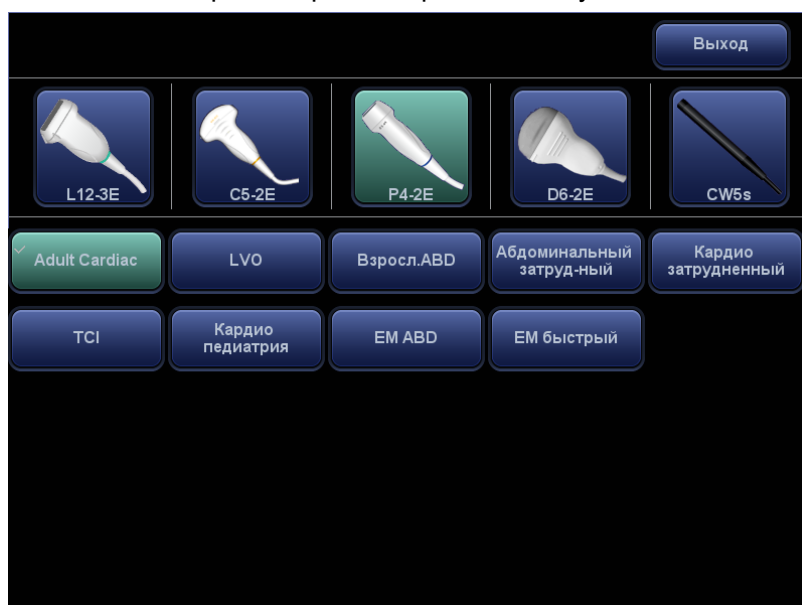 Выход
L12-3E
C5-2E
P4-2E
D6-2E
CW5s
Adult Cardiac
LVO
Взросл.ABD
Абдоминальный
затруд-ный
Кардио
затрудненный
TCI
Кардио
педиатрия
EM ABD
EM быстрый